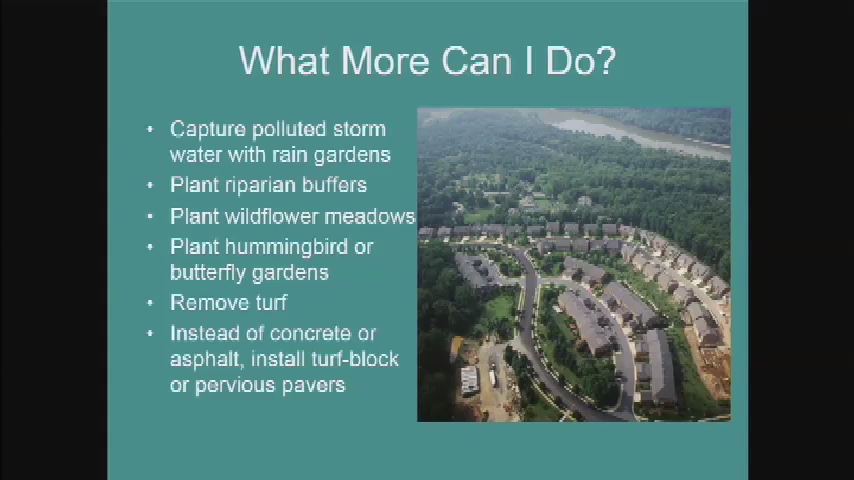 What More Can I Do?
• Capture polluted storm
water with rain gardens
• Plant riparian buffers
• Plant wildflower meadows
• Plant hummingbird or
butterfly gardens
• Remove turf
• Instead of concrete or
asphalt, install turf-block
or pervious pavers